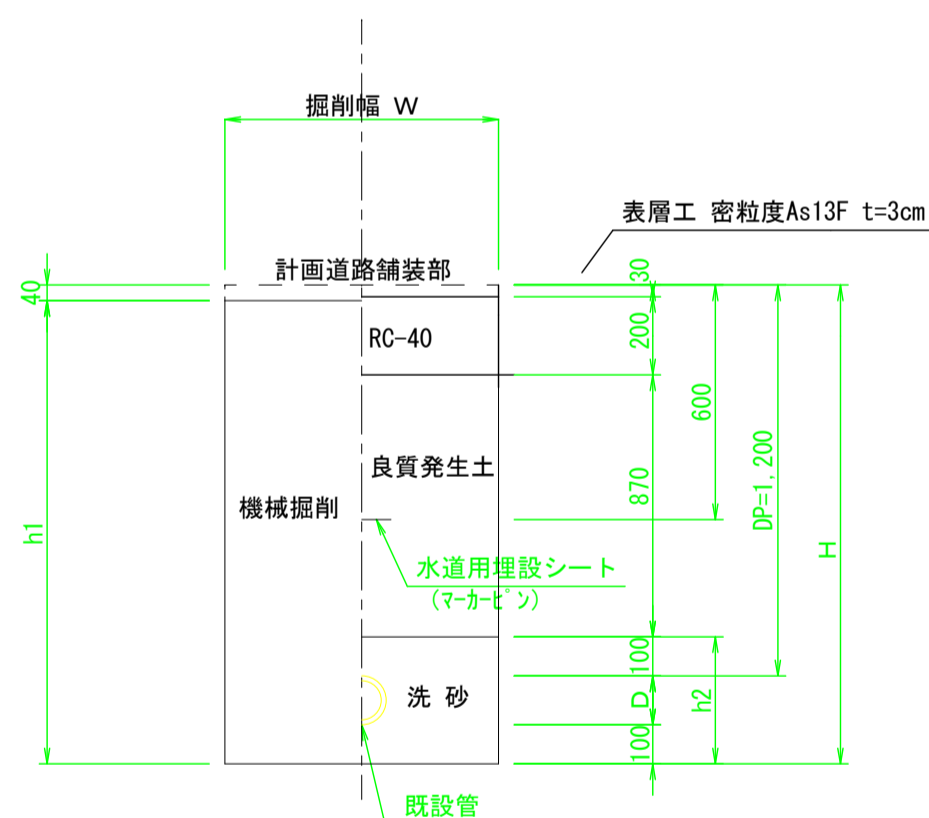 掘削幅 W
表層工 密粒度As13F t=3cm
計画道路舗装部
40
30
RC-40
200
600
良質発生土
870
DP=1,200
機械掘削
h1
H
水道用埋設シート
(マーカーピン)
100
洗 砂
D
h2
100
既設管